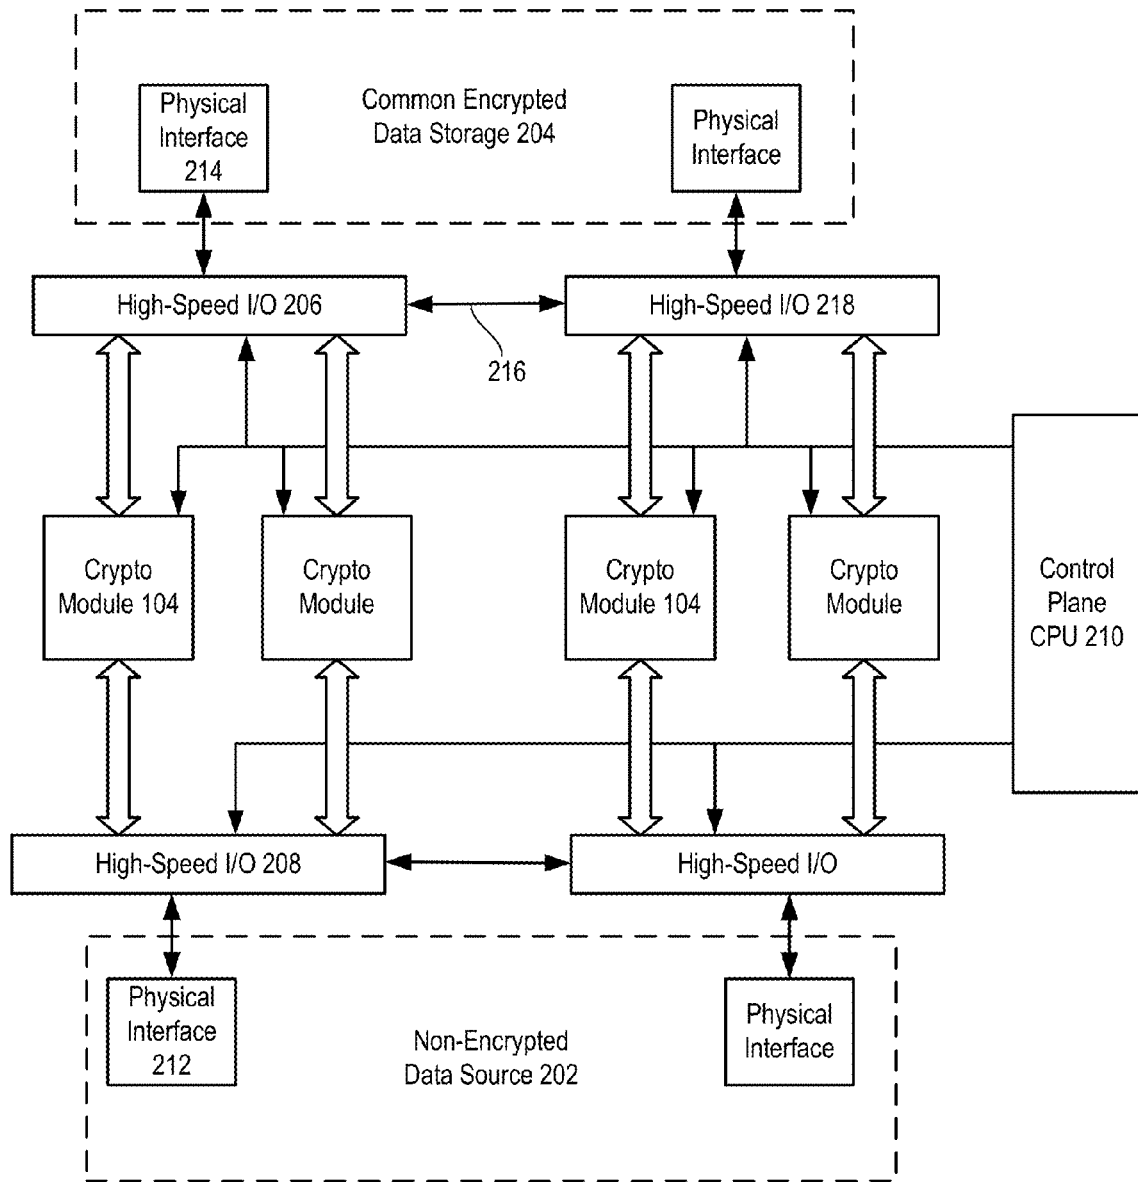 Physical
Interface
214
Common Encrypted
Data Storage 204
Physical
Interface
High-Speed I/O 206
High-Speed I/O 218
216
Crypto
Module 104
Crypto
Module
Crypto
Module 104
Crypto
Module
Control
Plane
CPU 210
High-Speed I/O 208
High-Speed I/O
Physical
Interface
212
Non-Encrypted
Data Source 202
Physical
Interface